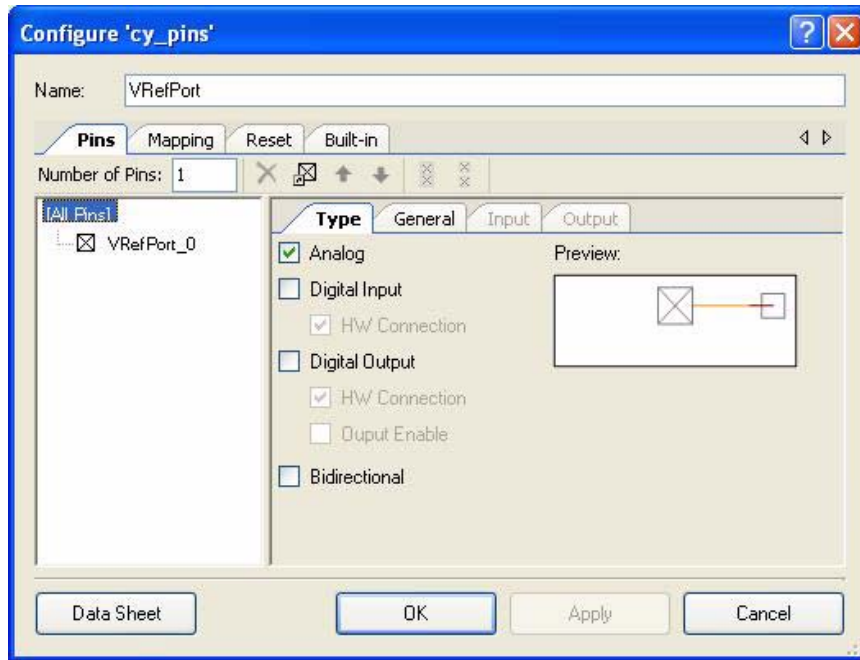 Configure 'cy_pins'
Name: VRefPort
Pins Mapping Reset Built-in
Number of Pins: 1
[All Pins]
VRefPort_0
Type General Input Output
Analog Preview:
Digital Input
HW Connection
Digital Output
HW Connection
Ouput Enable
Bidirectional
Data Sheet OK Apply Cancel